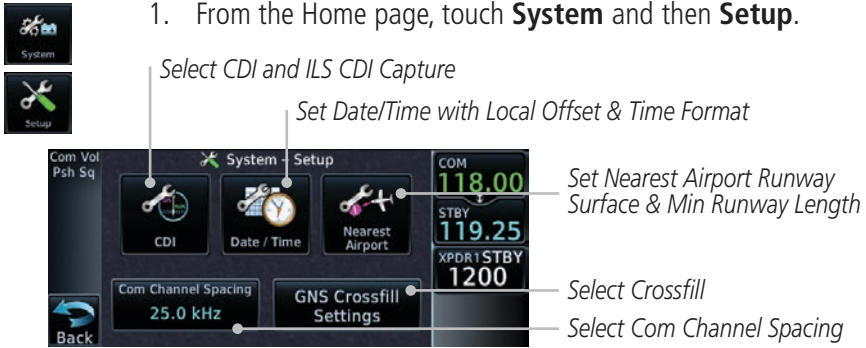 1. From the Home page, touch System and then Setup.
System
Setup
Select CDI and ILS CDI Capture
Set Date/Time with Local Offset & Time Format
Com Vol
Psh Sq
System – Setup
COM
118.00
STBY
119.25
XPDR1 STBY
1200
CDI
Date / Time
Nearest
Airport
Set Nearest Airport Runway
Surface & Min Runway Length
Com Channel Spacing
25.0 kHz
GNS Crossfill
Settings
Select Crossfill
Select Com Channel Spacing
Back